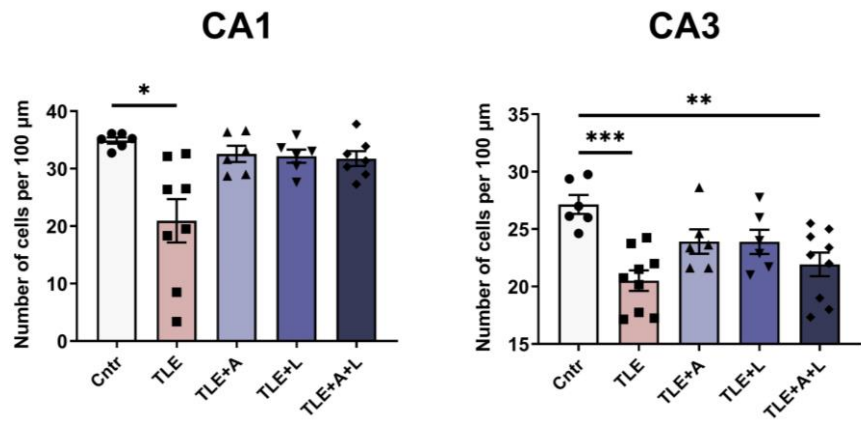 CA1
*
Number of cells per 100 μm
40
30
20
10
0
Cntr
TLE
TLE+A
TLE+L
TLE+A+L
CA3
**
***
Number of cells per 100 μm
35
30
25
20
15
Cntr
TLE
TLE+A
TLE+L
TLE+A+L